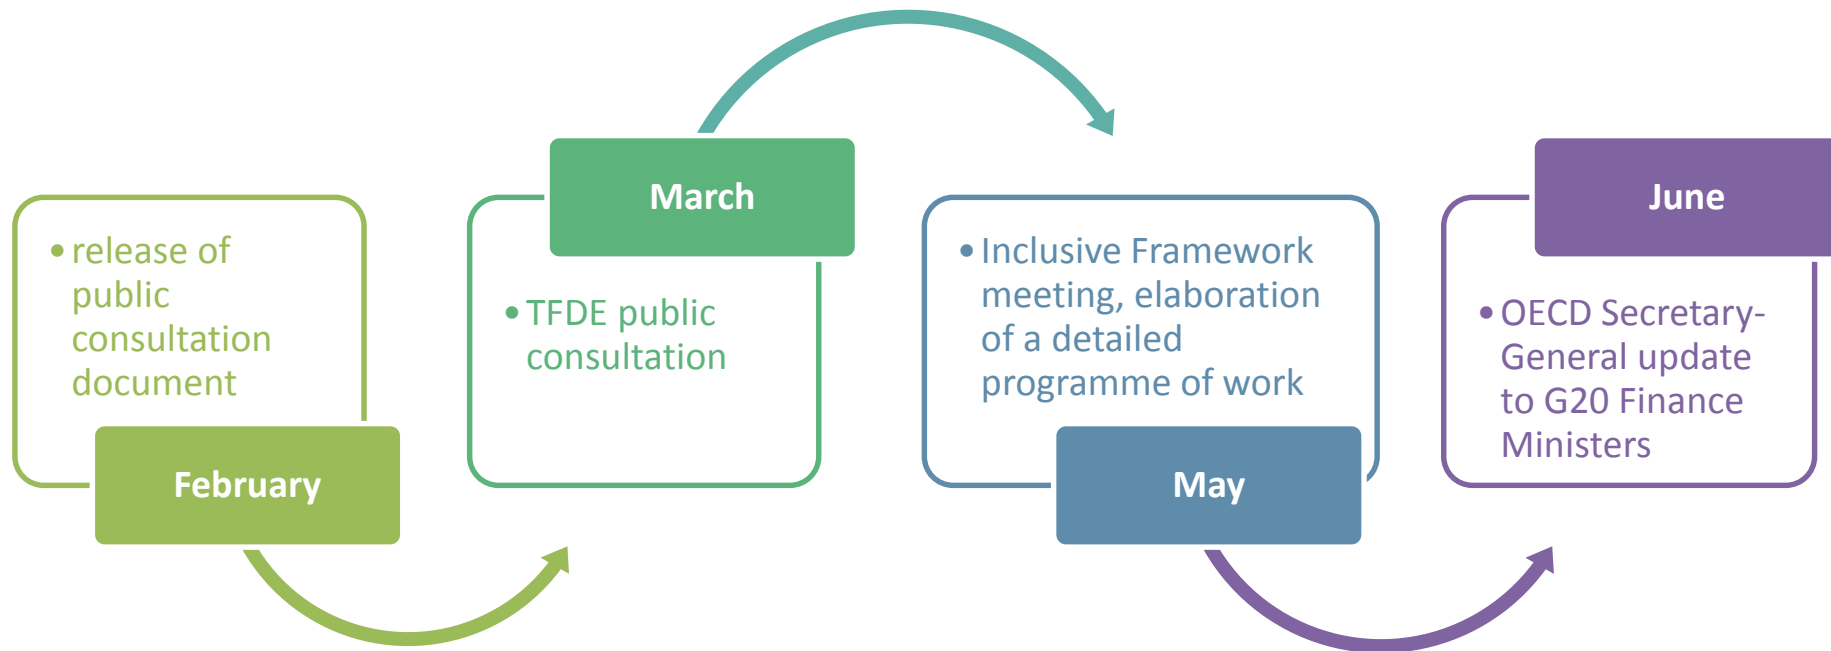 • release of
public
consultation
document
February
March
• TFDE public
consultation
• Inclusive Framework
meeting, elaboration
of a detailed
programme of work
May
June
• OECD Secretary-
General update
to G20 Finance
Ministers